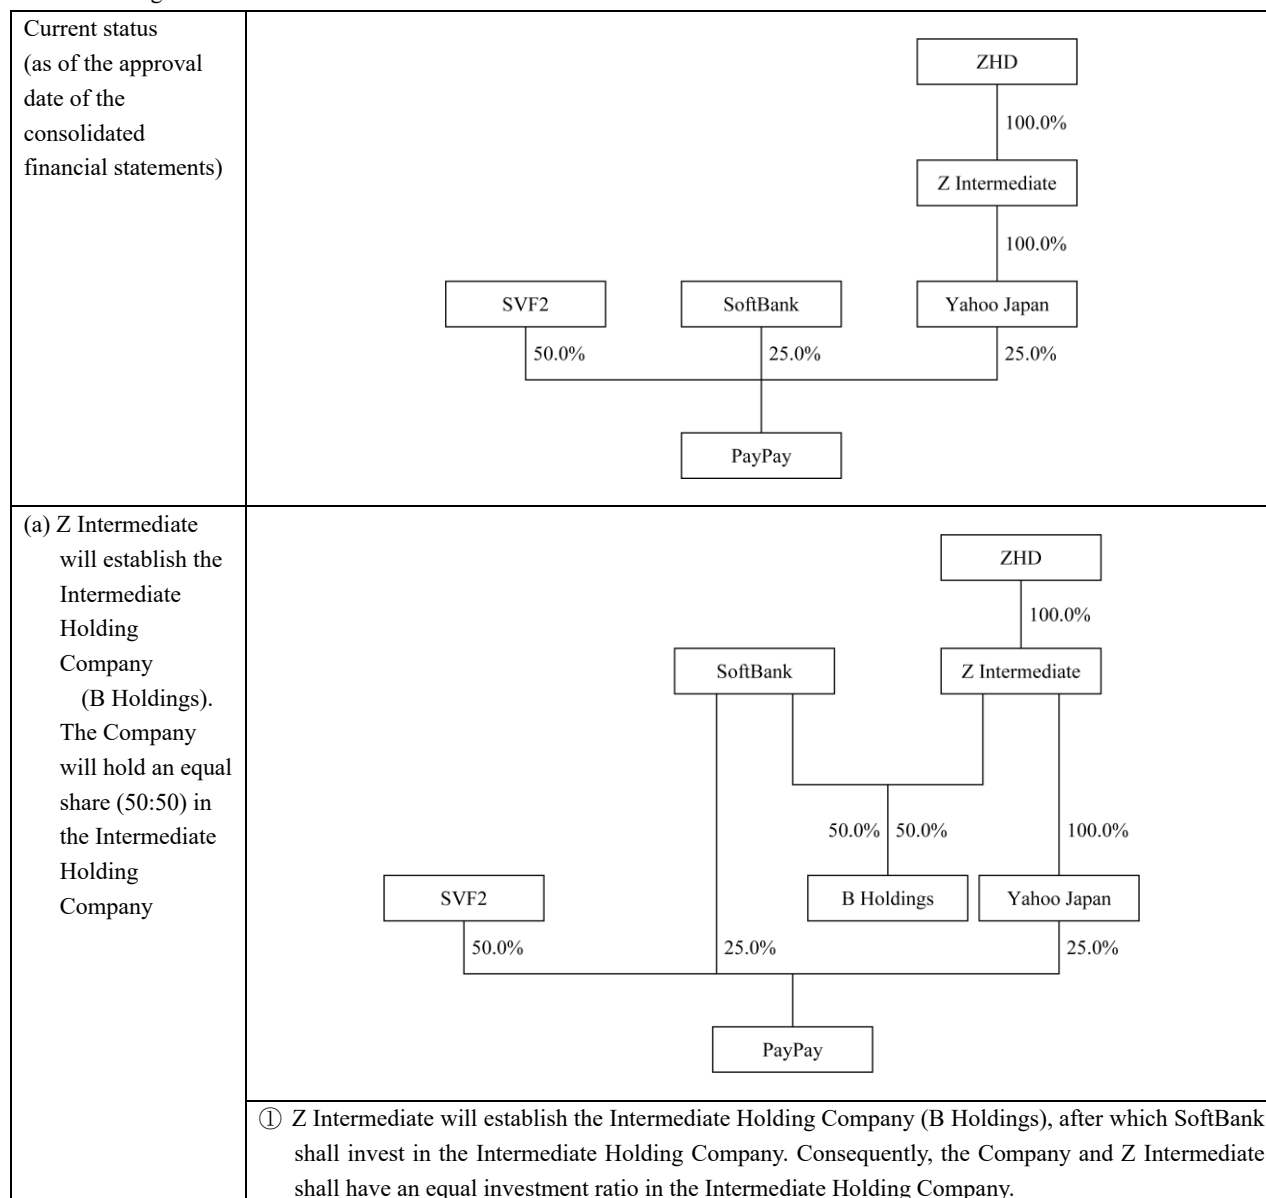 Current status
(as of the approval
date of the
consolidated
financial statements)
ZHD
100.0%
Z Intermediate
100.0%
SVF2
SoftBank
Yahoo Japan
50.0%
25.0%
25.0%
PayPay
(a) Z Intermediate
will establish the
Intermediate
Holding
Company
(B Holdings).
The Company
will hold an equal
share (50:50) in
the Intermediate
Holding
Company
ZHD
100.0%
SoftBank
Z Intermediate
50.0%
50.0%
100.0%
SVF2
B Holdings
Yahoo Japan
50.0%
25.0%
25.0%
PayPay
① Z Intermediate will establish the Intermediate Holding Company (B Holdings), after which SoftBank
shall invest in the Intermediate Holding Company. Consequently, the Company and Z Intermediate
shall have an equal investment ratio in the Intermediate Holding Company.